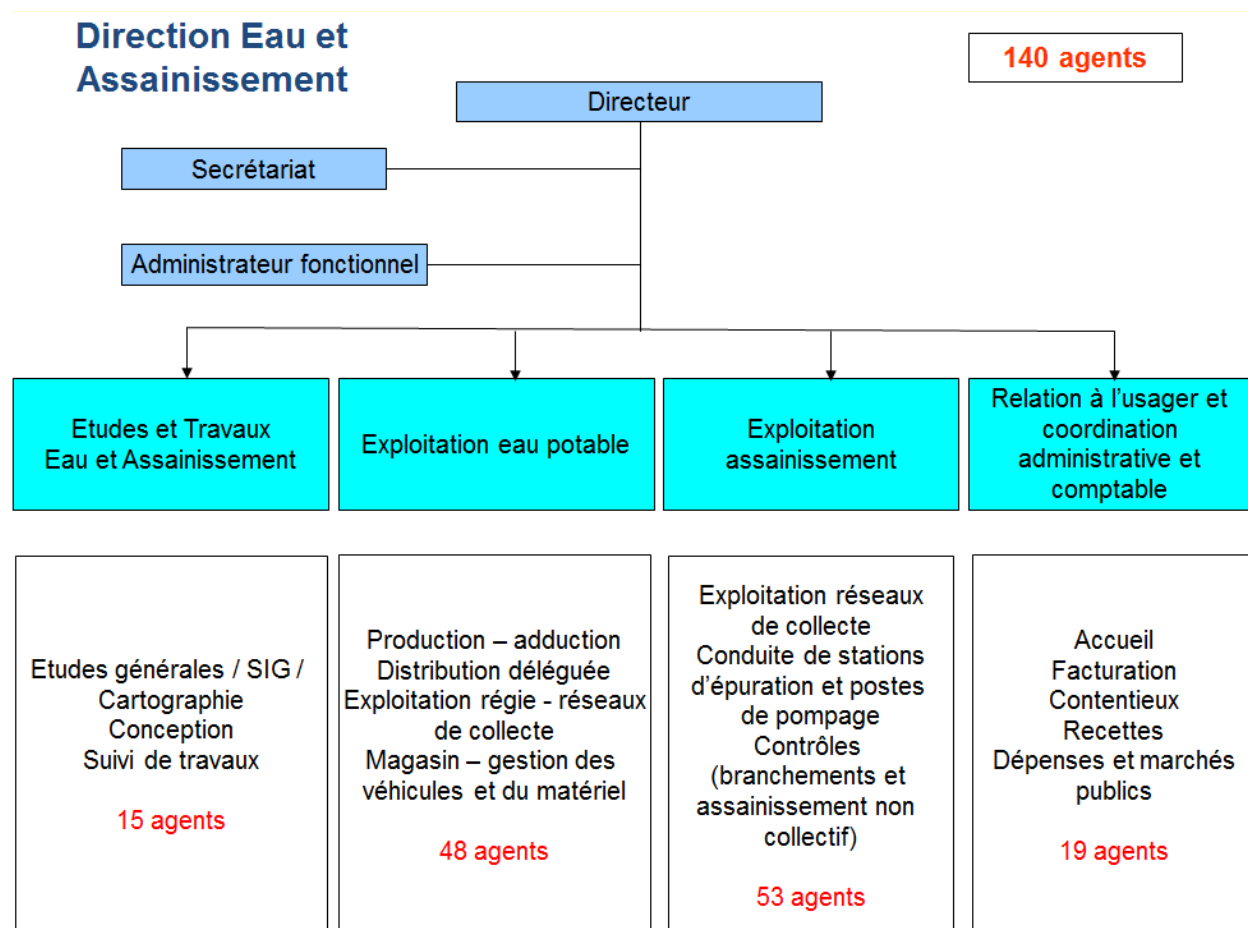 Direction Eau et
Assainissement
140 agents
Directeur
Secrétariat
Administrateur fonctionnel
Etudes et Travaux
Eau et Assainissement
Exploitation eau potable
Exploitation
assainissement
Relation à l'usager et
coordination
administrative et
comptable
Etudes générales / SIG /
Cartographie
Conception
Suivi de travaux
15 agents
Production – adduction
Distribution déléguée
Exploitation régie - réseaux
de collecte
Magasin – gestion des
véhicules et du matériel
48 agents
Exploitation réseaux
de collecte
Conduite de stations
d'épuration et postes
de pompage
Contrôles
(branchements et
assainissement non
collectif)
53 agents
Accueil
Facturation
Contentieux
Recettes
Dépenses et marchés
publics
19 agents